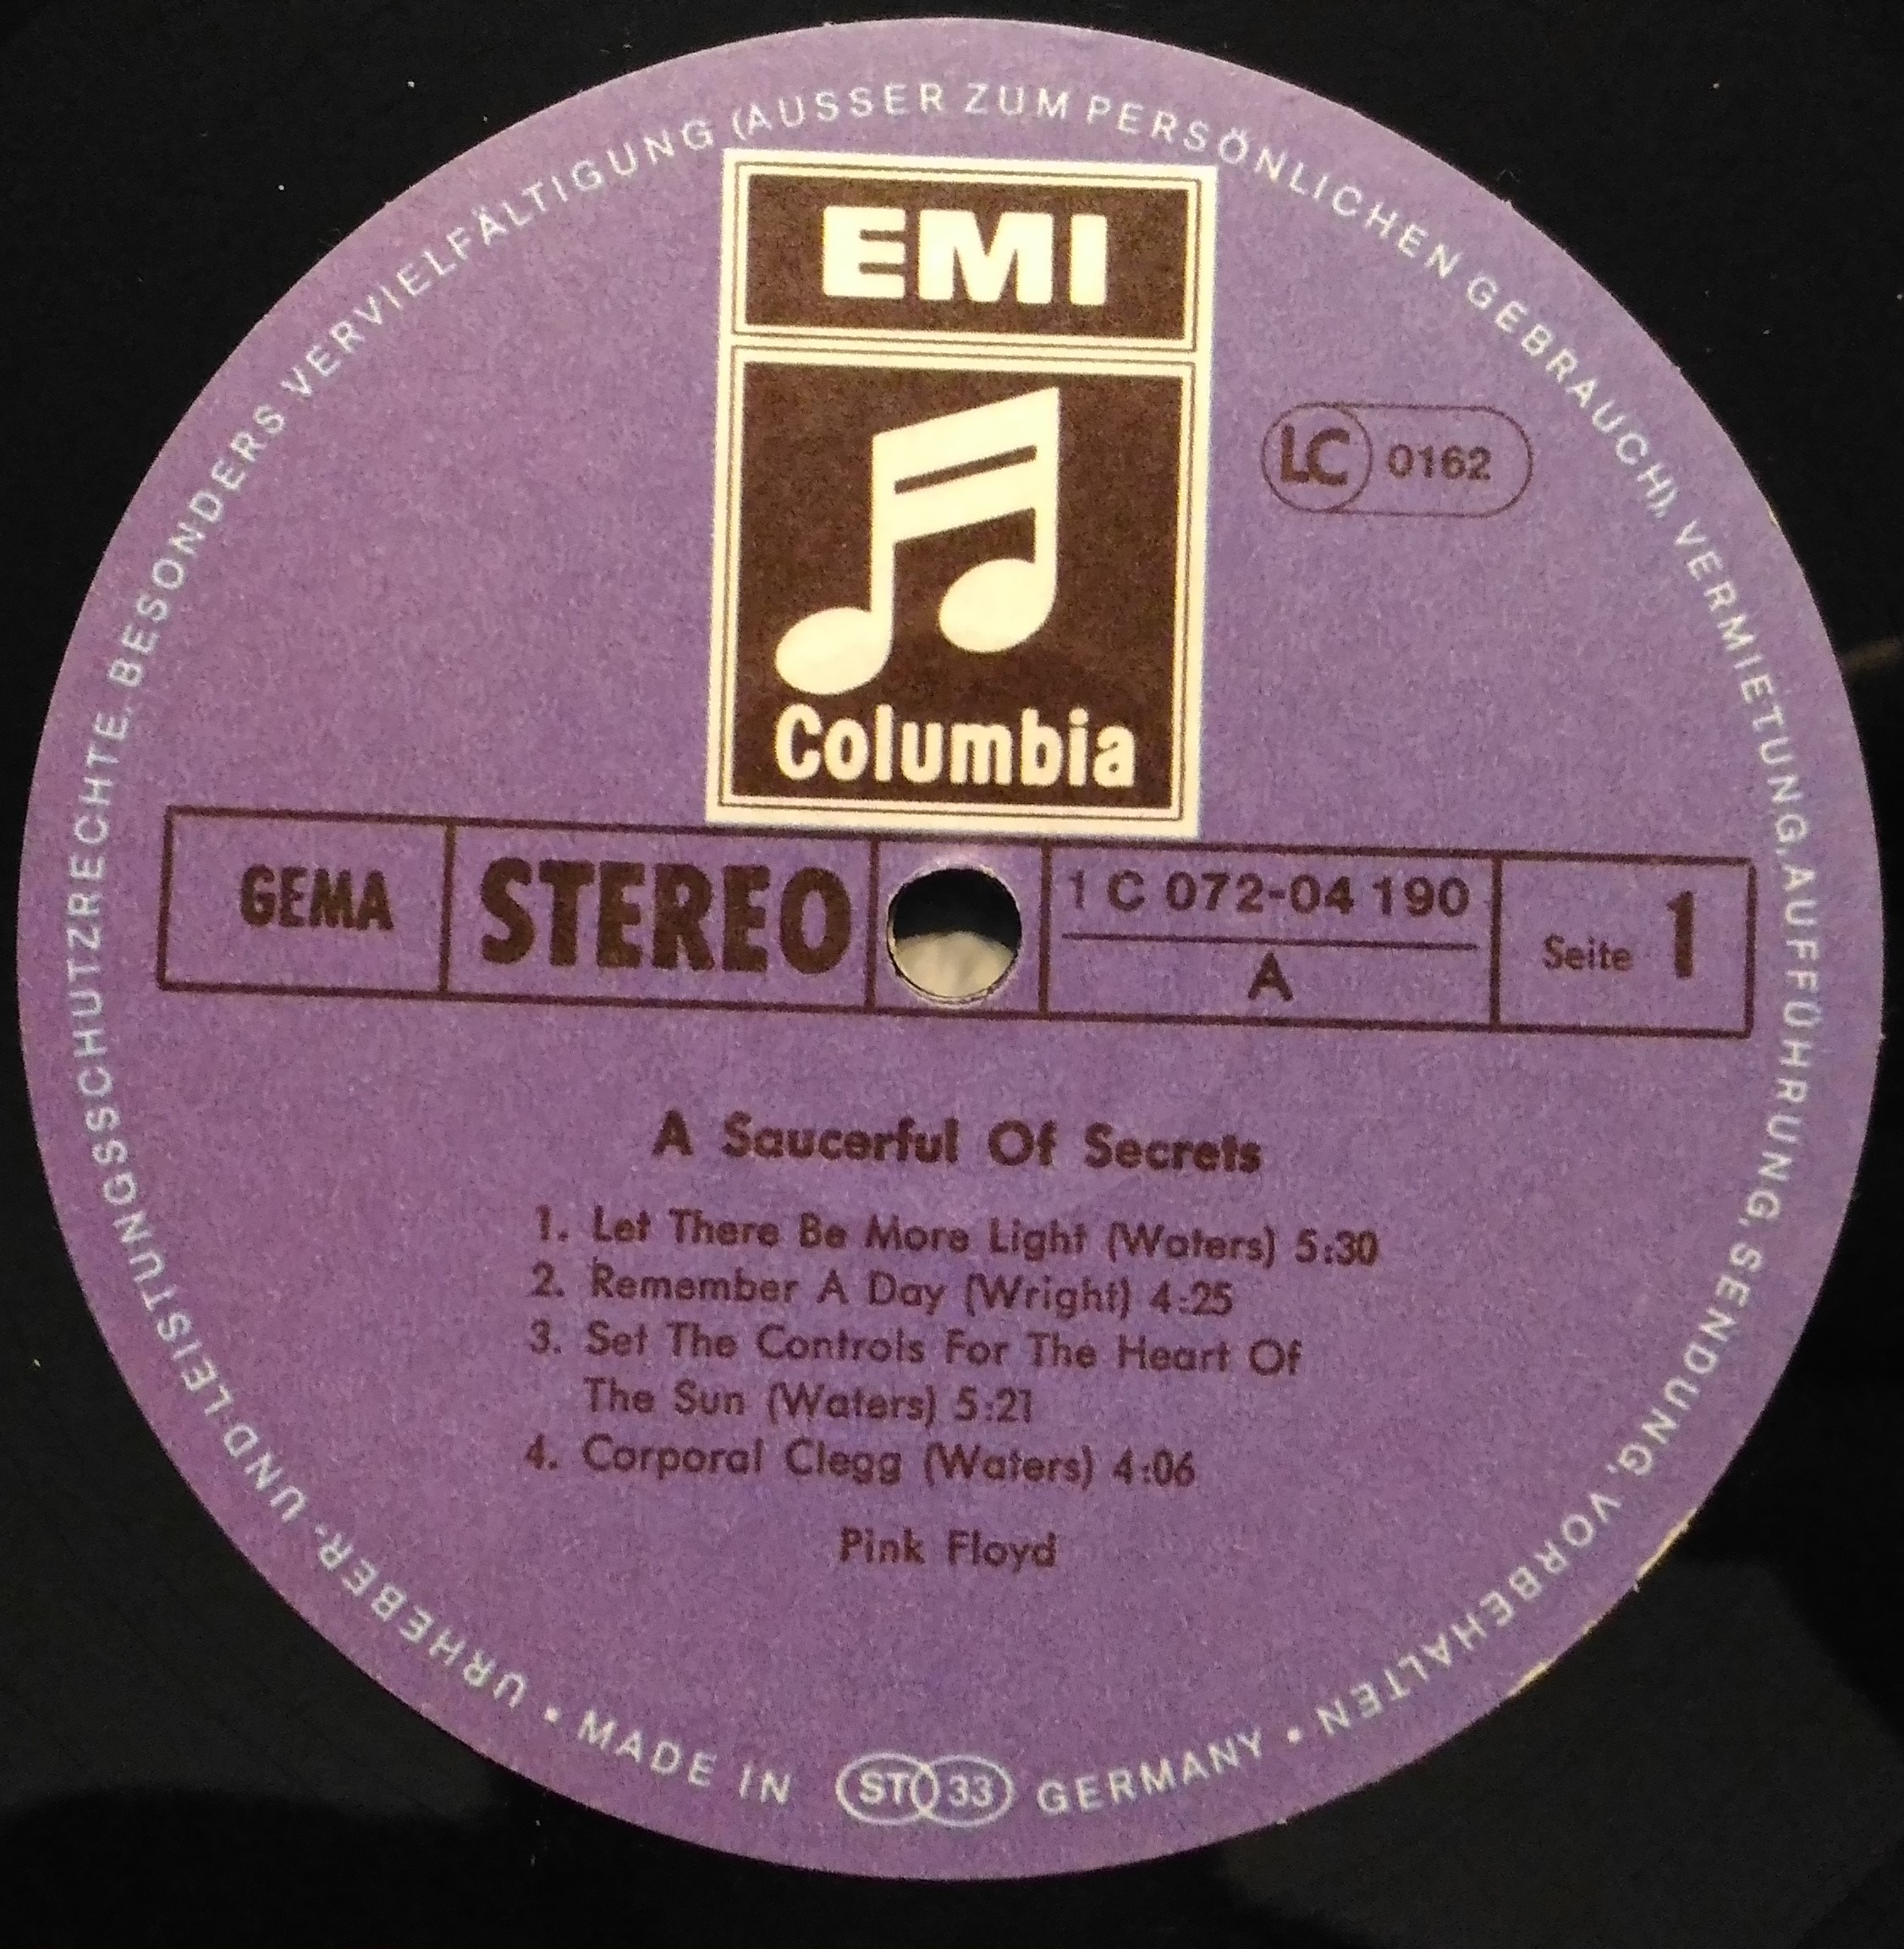 URHEBER- UND LEISTUNGSSCHUTZRECHTE, BESONDERS VERVIELFÄLTIGUNG (AUSSER ZUM PERSÖNLICHEN GEBRAUCH), VERMIETUNG, AUFFÜHRUNG, SENDUNG, VORBEHALTEN
EMI
Columbia
LC 0162
GEMA
STEREO
1 C 072-04 190
A
Seite 1
A Saucerful Of Secrets
1. Let There Be More Light (Waters) 5:30
2. Remember A Day (Wright) 4:25
3. Set The Controls For The Heart Of
The Sun (Waters) 5:21
4. Corporal Clegg (Waters) 4:06
Pink Floyd
• MADE IN ST 33 GERMANY •